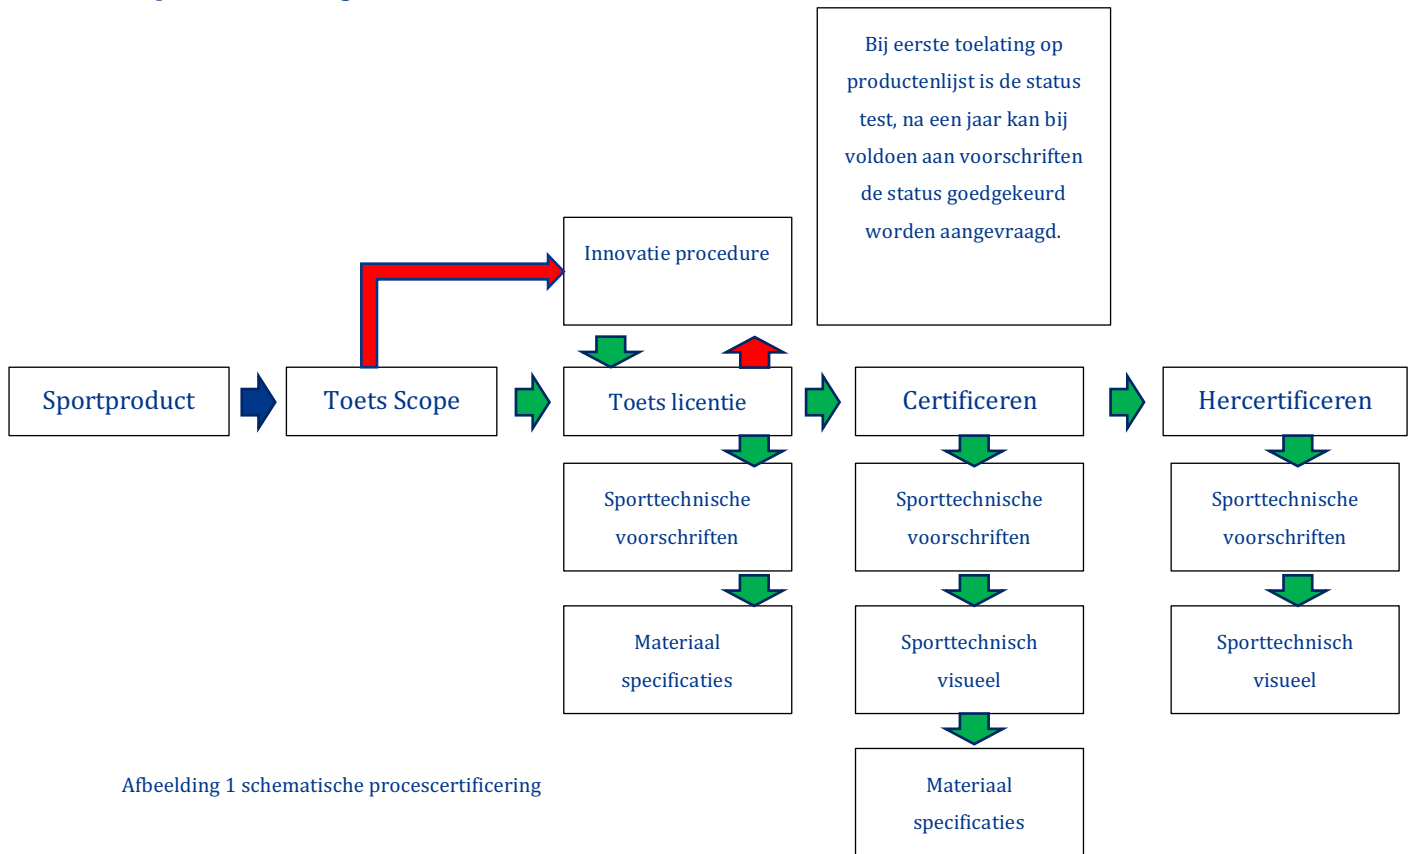 Bij eerste toelating op
productenlijst is de status
test, na een jaar kan bij
voldoen aan voorschriften
de status goedgekeurd
worden aangevraagd.
Innovatie procedure
Sportproduct
Toets Scope
Toets licentie
Certificeren
Hercertificeren
Sporttechnische
voorschriften
Sporttechnische
voorschriften
Sporttechnische
voorschriften
Materiaal
specificaties
Sporttechnisch
visueel
Sporttechnisch
visueel
Afbeelding 1 schematische procescertificering
Materiaal
specificaties